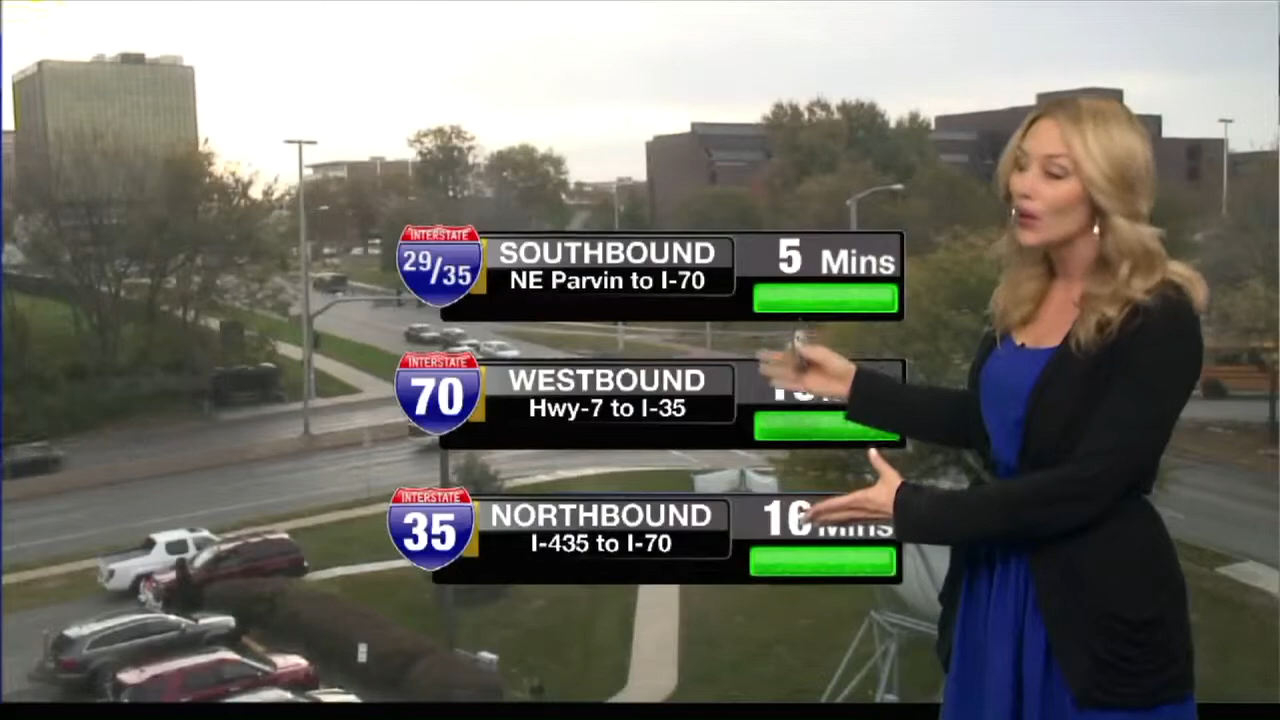 INTERSTATE
29/35
SOUTHBOUND
NE Parvin to I-70
5 Mins
INTERSTATE
70
WESTBOUND
Hwy-7 to I-35
INTERSTATE
35
NORTHBOUND
I-435 to I-70
Mins